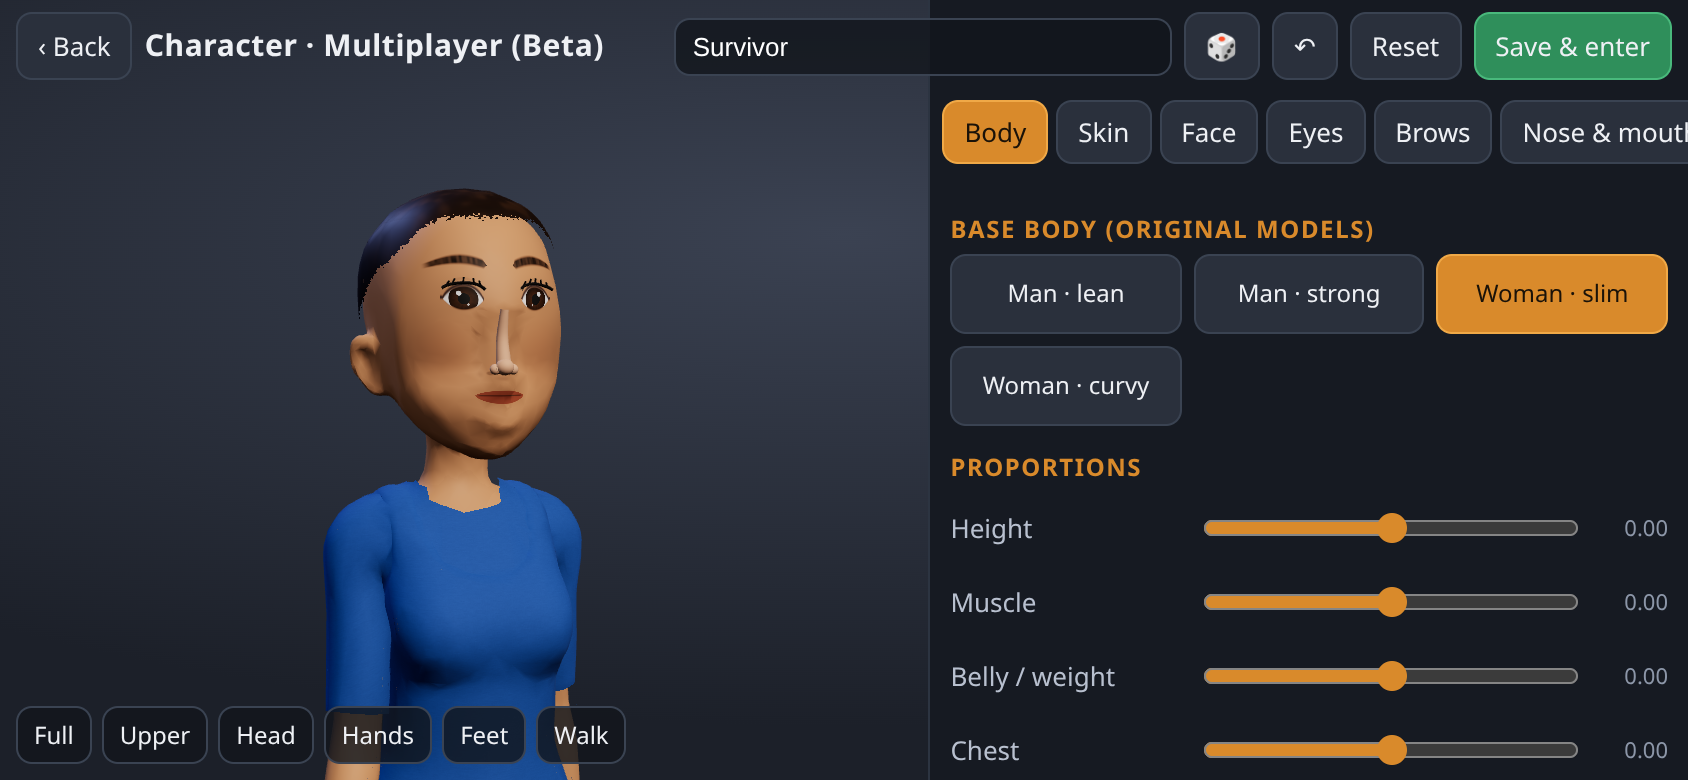 ‹ Back
Character · Multiplayer (Beta)
Survivor
↶
Reset
Save & enter
Body
Skin
Face
Eyes
Brows
Nose & mouth
BASE BODY (ORIGINAL MODELS)
Man · lean
Man · strong
Woman · slim
Woman · curvy
PROPORTIONS
Height 0.00
Muscle 0.00
Belly / weight 0.00
Chest 0.00
Full
Upper
Head
Hands
Feet
Walk